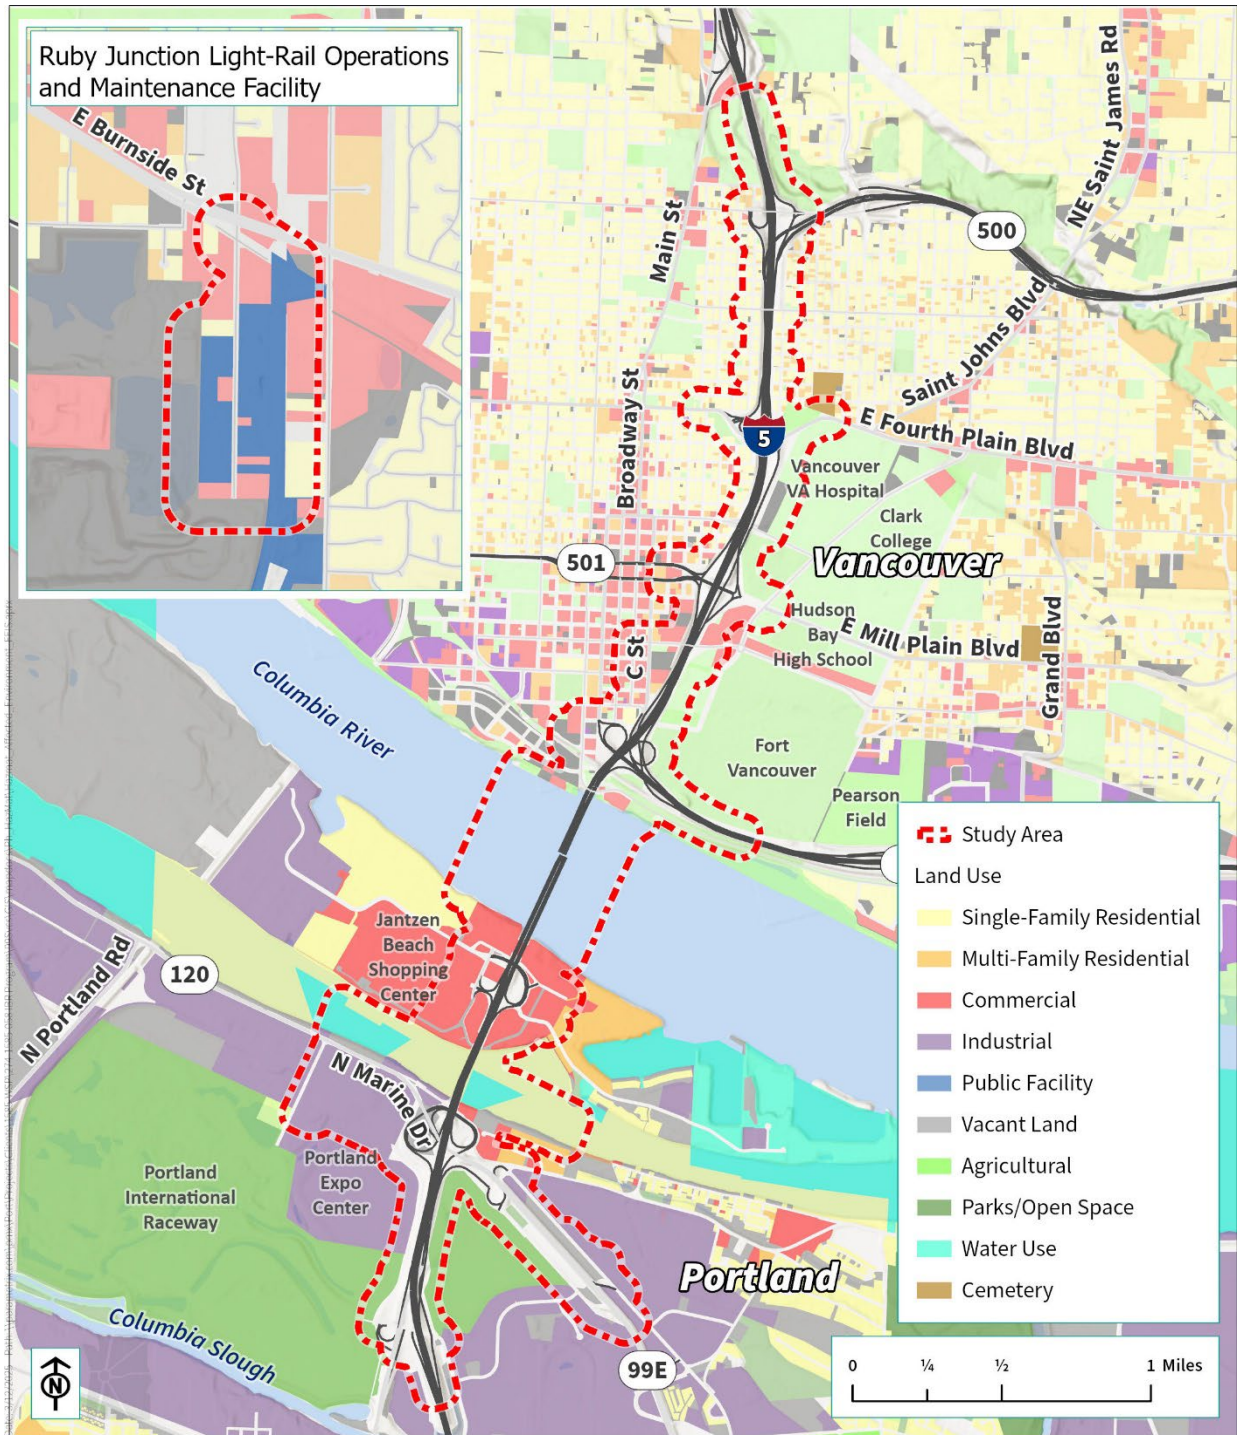 Ruby Junction Light-Rail Operations
and Maintenance Facility
E Burnside St
NE Saint James Rd
Main St
500
Saint Johns Blvd
Broadway St
5
E Fourth Plain Blvd
Vancouver
VA Hospital
Clark
College
Vancouver
501
Hudson
Bay
High School
E Mill Plain Blvd
Grand Blvd
C St
Columbia River
Fort
Vancouver
Pearson
Field
Jantzen
Beach
Shopping
Center
N Portland Rd
120
N Marine Dr
Portland
Expo
Center
Portland
International
Raceway
Portland
Columbia Slough
99E
N
Study Area
Land Use
Single-Family Residential
Multi-Family Residential
Commercial
Industrial
Public Facility
Vacant Land
Agricultural
Parks/Open Space
Water Use
Cemetery
0 1/4 1/2 1 Miles